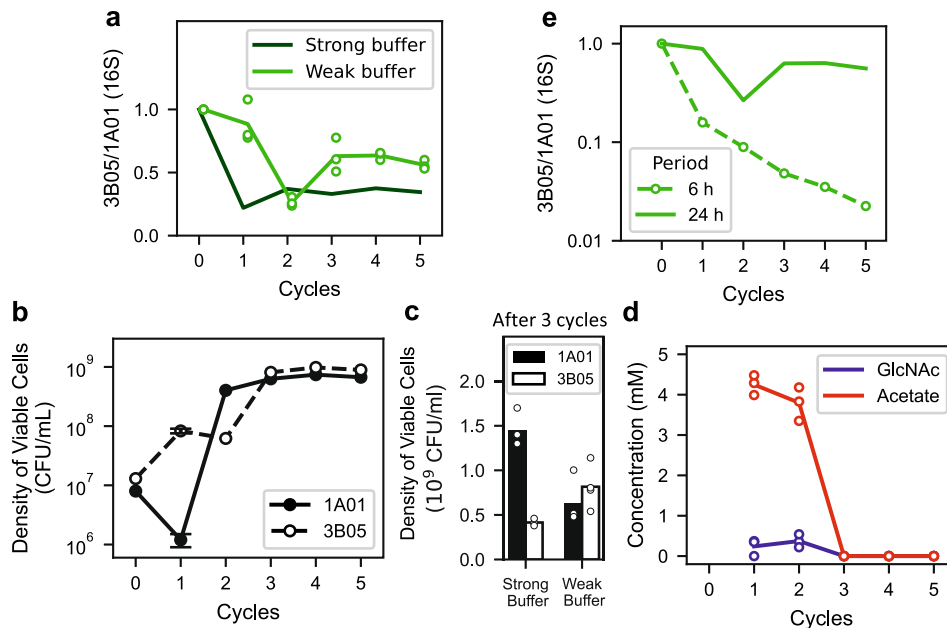 a
3B05/1A01 (16S)
1.0
0.5
0.0
Strong buffer
Weak buffer
0 1 2 3 4 5
Cycles
e
3B05/1A01 (16S)
1.0
0.1
0.01
Period
6 h
24 h
0 1 2 3 4 5
Cycles
b
Density of Viable Cells
(CFU/mL)
10⁹
10⁸
10⁷
10⁶
1A01
3B05
0 1 2 3 4 5
Cycles
c
After 3 cycles
Density of Viable Cells
(10⁹ CFU/ml)
2.0
1.5
1.0
0.5
0.0
1A01
3B05
Strong Weak
Buffer Buffer
d
Concentration (mM)
5
4
3
2
1
0
GlcNAc
Acetate
0 1 2 3 4 5
Cycles